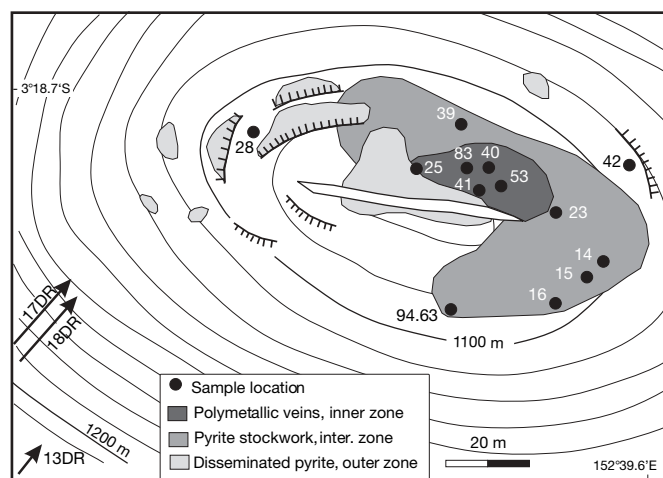 3°18.7'S
39
28
83
40
42
25
41
53
23
14
15
16
94.63
17DR
18DR
1100 m
Sample location
Polymetallic veins, inner zone
Pyrite stockwork, inter. zone
Disseminated pyrite, outer zone
1200 m
13DR
20 m
152°39.6'E